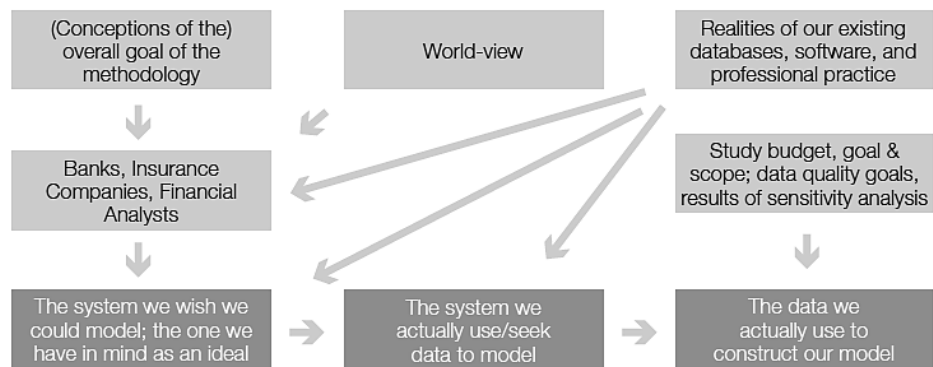 (Conceptions of the)
overall goal of the
methodology
World-view
Realities of our existing
databases, software, and
professional practice
Banks, Insurance
Companies, Financial
Analysts
Study budget, goal &
scope; data quality goals,
results of sensitivity analysis
The system we wish we
could model; the one we
have in mind as an ideal
The system we
actually use/seek
data to model
The data we
actually use to
construct our model